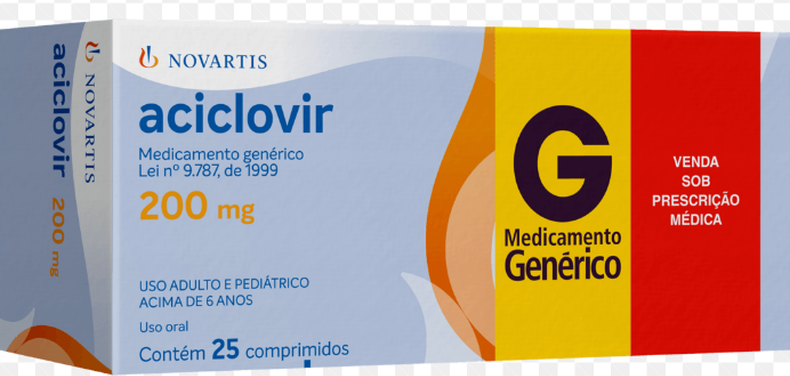 NOVARTIS
aciclovir
200 mg
NOVARTIS
aciclovir
Medicamento genérico
Lei nº 9.787, de 1999
200 mg
USO ADULTO E PEDIÁTRICO
ACIMA DE 6 ANOS
Uso oral
Contém 25 comprimidos
G
Medicamento
Genérico
VENDA
SOB
PRESCRIÇÃO
MÉDICA